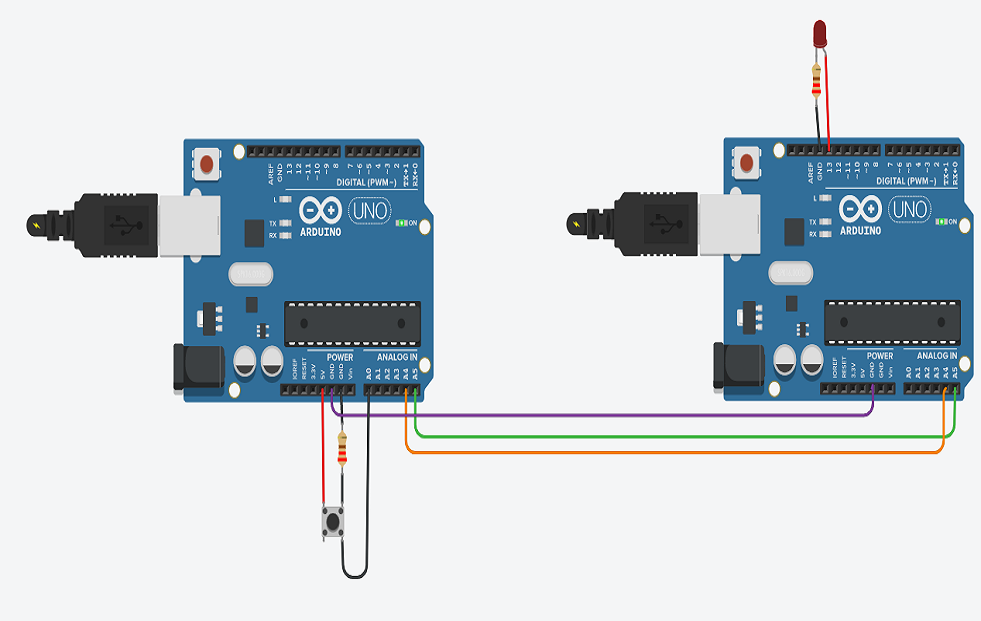 AREF
GND
13
12
~11
~10
~9
8
7
~6
~5
4
~3
2
TX→1
RX←0
DIGITAL (PWM~)
L
TX
RX
UNO
ARDUINO
ON
IOREF
RESET
3.3V
5V
GND
GND
Vin
POWER
ANALOG IN
A0
A1
A2
A3
A4
A5
AREF
GND
13
12
~11
~10
~9
8
7
~6
~5
4
~3
2
TX→1
RX←0
DIGITAL (PWM~)
L
TX
RX
UNO
ARDUINO
ON
IOREF
RESET
3.3V
5V
GND
GND
Vin
POWER
ANALOG IN
A0
A1
A2
A3
A4
A5